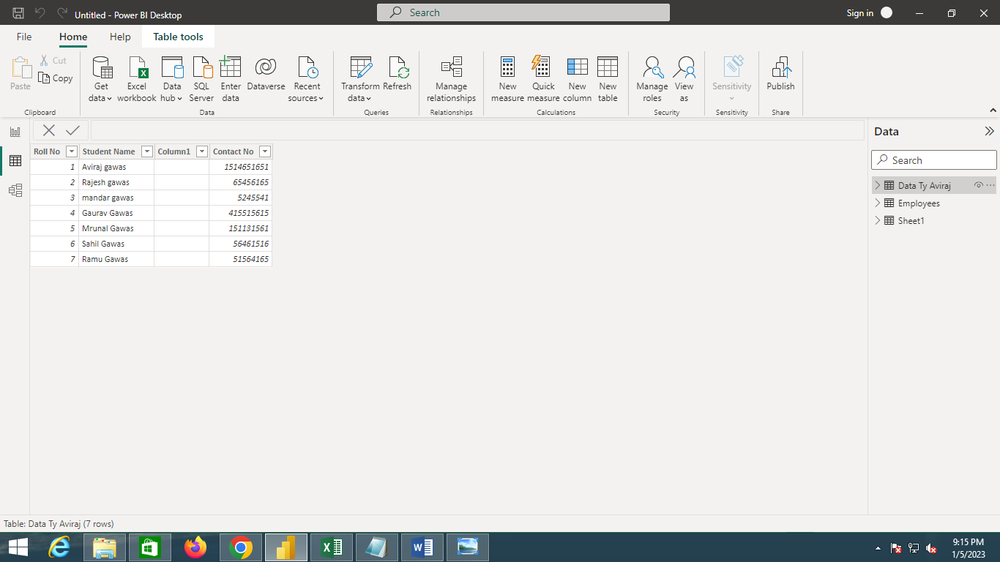 Untitled - Power BI Desktop
Search
Sign in
File
Home
Help
Table tools
Paste
Cut
Copy
Get data
Excel workbook
Data hub
SQL Server
Enter data
Dataverse
Recent sources
Transform data
Refresh
Manage relationships
New measure
Quick measure
New column
New table
Manage roles
View as
Sensitivity
Publish
Clipboard
Data
Queries
Relationships
Calculations
Security
Sensitivity
Share
Roll No Student Name Column1 Contact No
1 Aviraj gawas 1514651651
2 Rajesh gawas 65456165
3 mandar gawas 5245541
4 Gaurav Gawas 415515615
5 Mrunal Gawas 151131561
6 Sahil Gawas 56461516
7 Ramu Gawas 51564165
Data
Search
Data Ty Aviraj
Employees
Sheet1
Table: Data Ty Aviraj (7 rows)
9:15 PM
1/5/2023